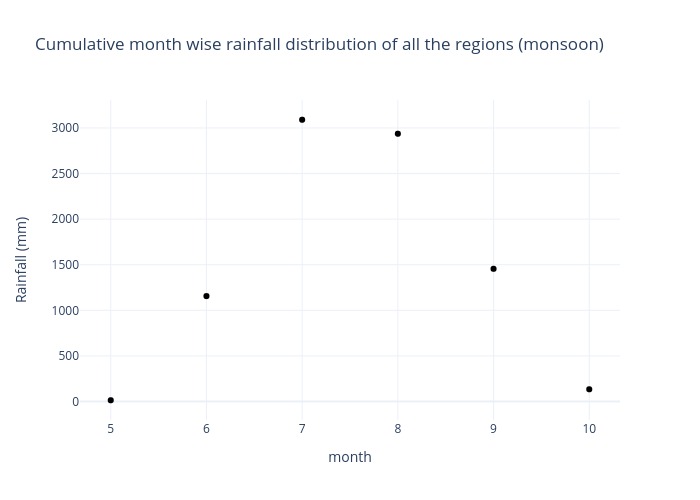 Cumulative month wise rainfall distribution of all the regions (monsoon)
3000
2500
2000
1500
1000
500
0
Rainfall (mm)
5 6 7 8 9 10
month